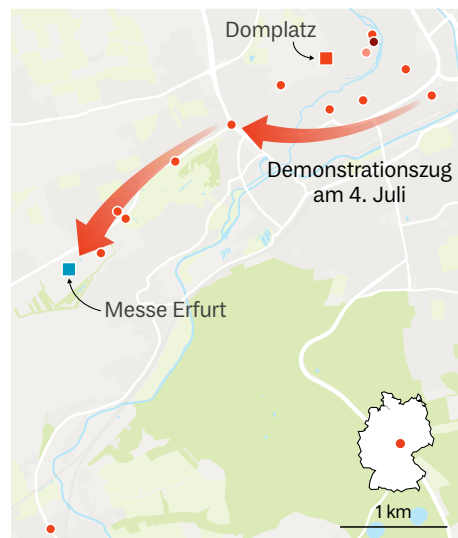 Domplatz
Demonstrationszug
am 4. Juli
Messe Erfurt
1 km